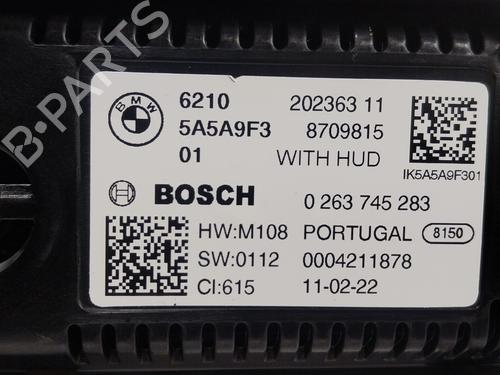 BMW
6210 202363 11
5A5A9F3 8709815
01 WITH HUD
IK5A5A9F301
BOSCH 0 263 745 283
HW:M108 PORTUGAL 8150
SW:0112 0004211878
CI:615 11-02-22
B-PARTS